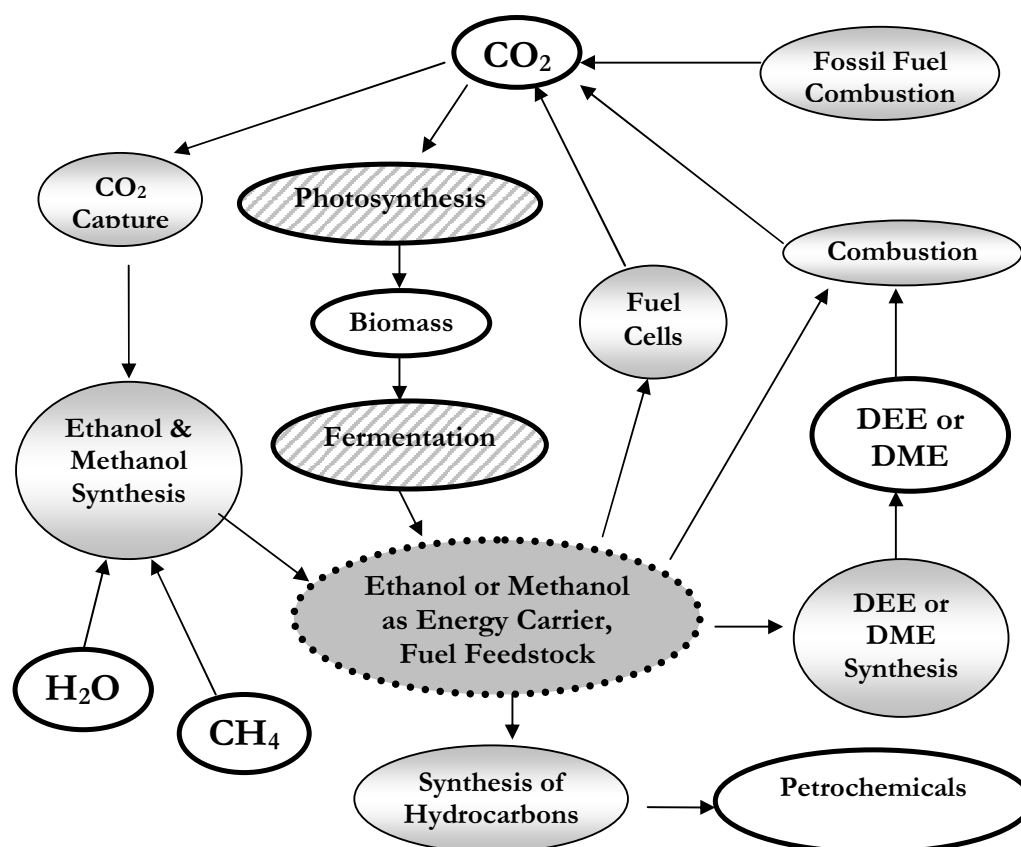 CO₂
Fossil Fuel
Combustion
CO₂
Capture
Photosynthesis
Combustion
Biomass
Fuel
Cells
Ethanol &
Methanol
Synthesis
Fermentation
DEE or
DME
Ethanol or Methanol
as Energy Carrier,
Fuel Feedstock
DEE or
DME
Synthesis
H₂O
CH₄
Synthesis of
Hydrocarbons
Petrochemicals